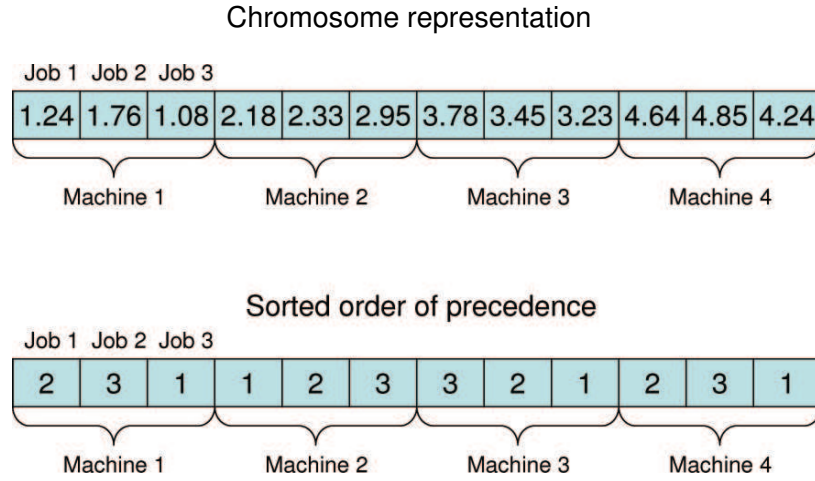 Chromosome representation
Job 1 Job 2 Job 3
1.24 1.76 1.08 2.18 2.33 2.95 3.78 3.45 3.23 4.64 4.85 4.24
Machine 1 Machine 2 Machine 3 Machine 4
Sorted order of precedence
Job 1 Job 2 Job 3
2 3 1 1 2 3 3 2 1 2 3 1
Machine 1 Machine 2 Machine 3 Machine 4